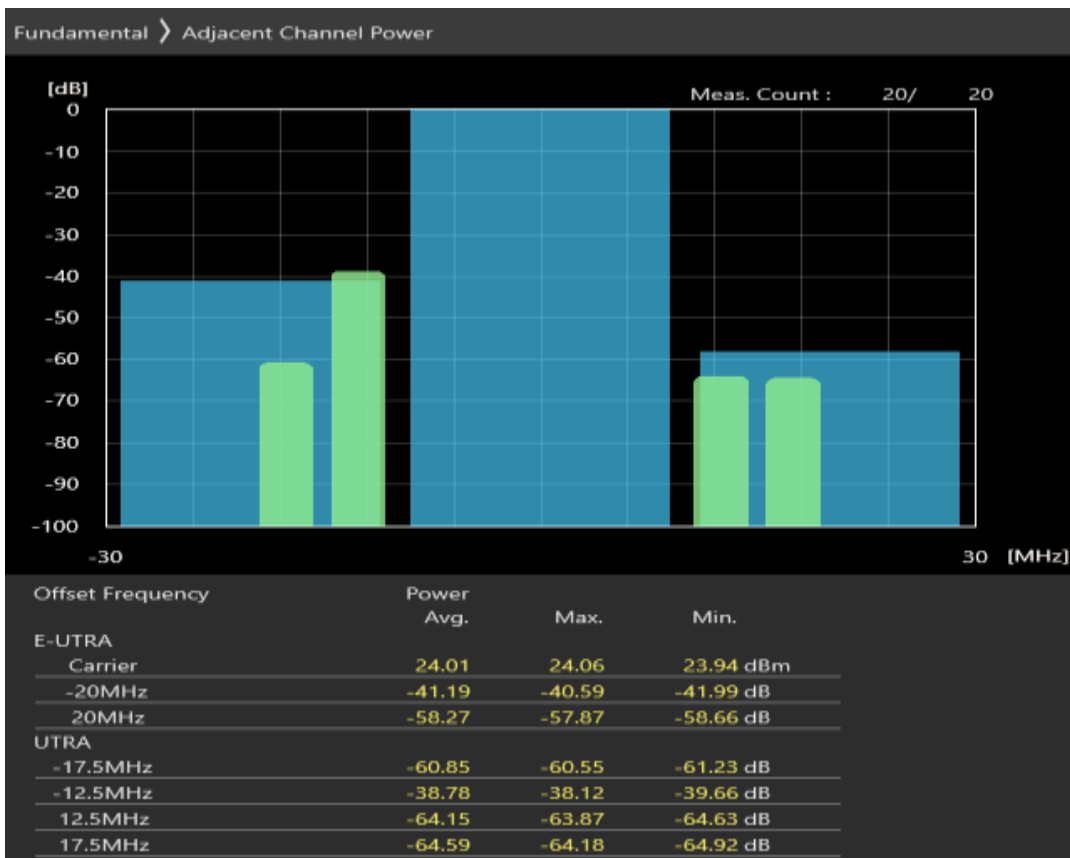 Fundamental 〉 Adjacent Channel Power
[dB]
Meas. Count : 20/ 20
0
-10
-20
-30
-40
-50
-60
-70
-80
-90
-100
-30 30 [MHz]
Offset Frequency Power
Avg. Max. Min.
E-UTRA
Carrier 24.01 24.06 23.94 dBm
-20MHz -41.19 -40.59 -41.99 dB
20MHz -58.27 -57.87 -58.66 dB
UTRA
-17.5MHz -60.85 -60.55 -61.23 dB
-12.5MHz -38.78 -38.12 -39.66 dB
12.5MHz -64.15 -63.87 -64.63 dB
17.5MHz -64.59 -64.18 -64.92 dB